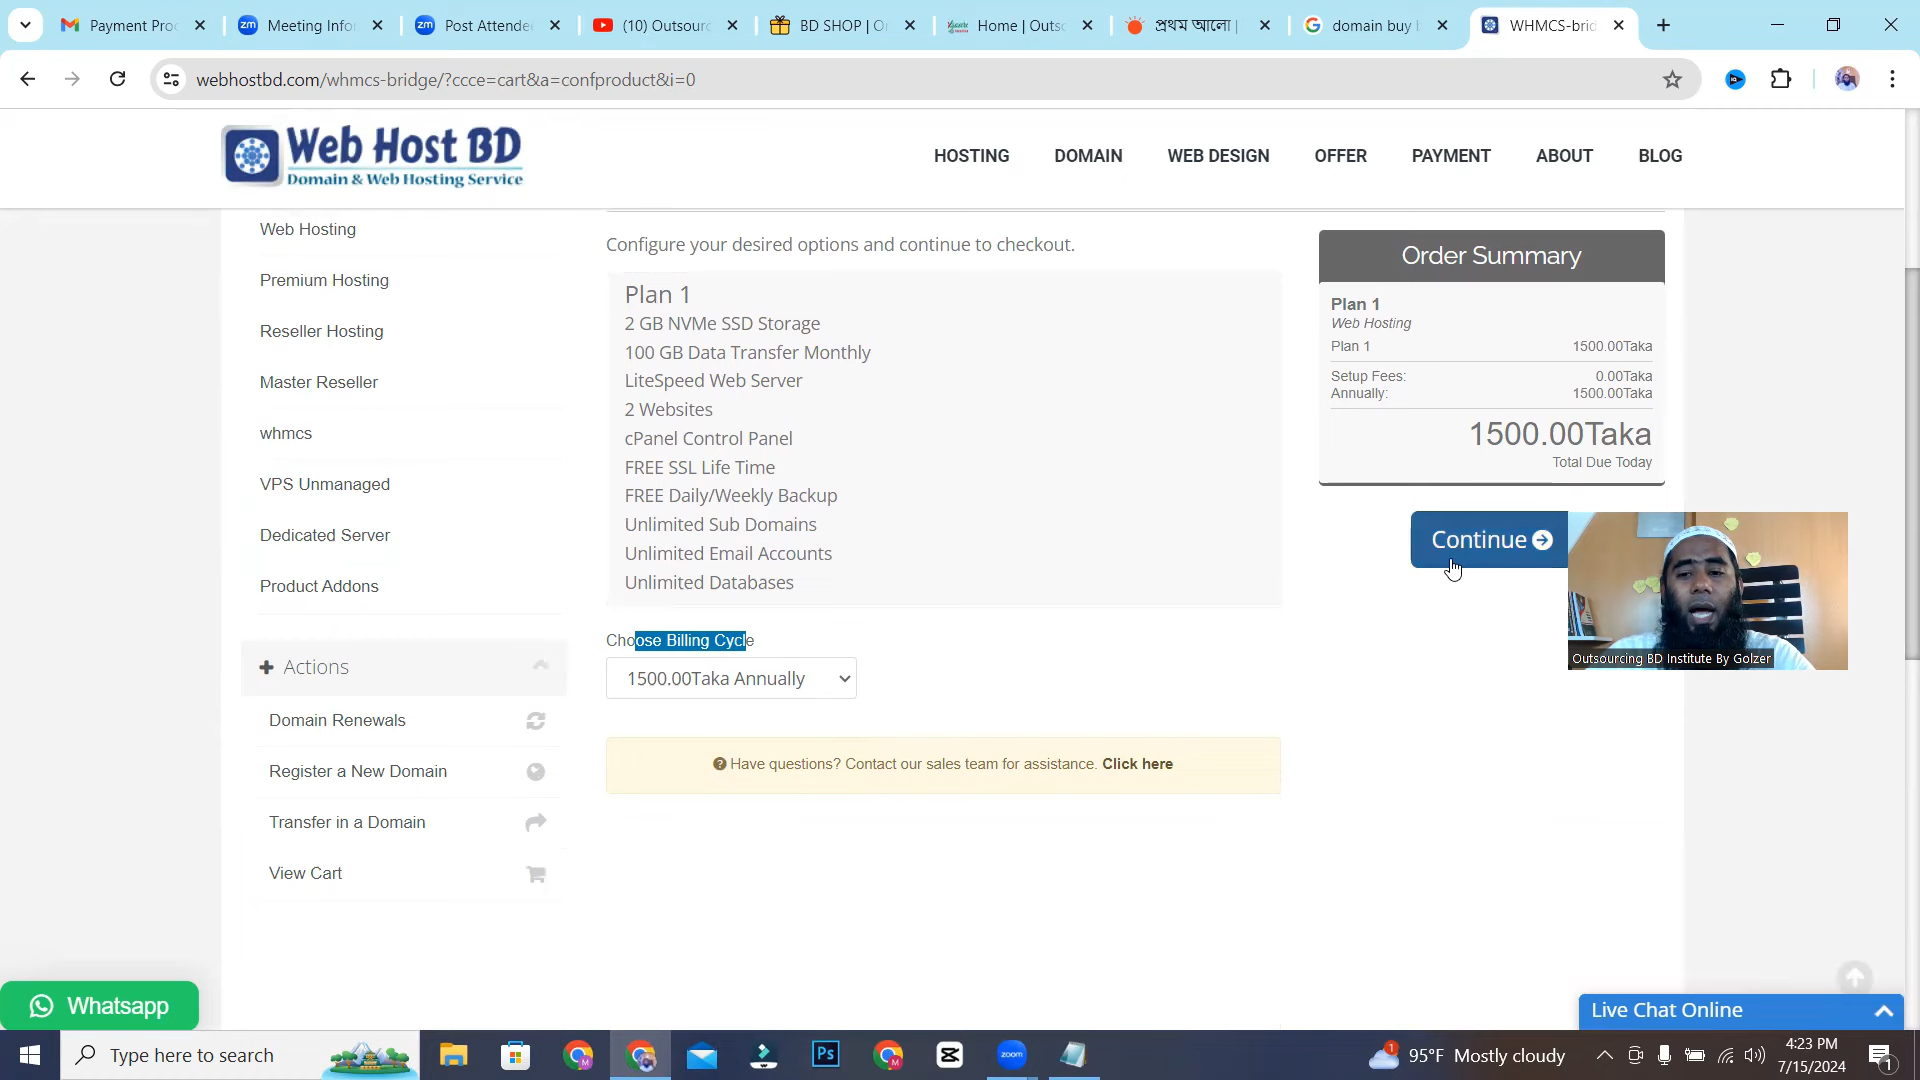 Payment Proc
Meeting Info
Post Attendee
(10) Outsourc
BD SHOP | O
Home | Outso
প্রথম আলো |
domain buy b
WHMCS-brid
webhostbd.com/whmcs-bridge/?ccce=cart&a=confproduct&i=0
Web Host BD
Domain & Web Hosting Service
HOSTING
DOMAIN
WEB DESIGN
OFFER
PAYMENT
ABOUT
BLOG
Web Hosting
Premium Hosting
Reseller Hosting
Master Reseller
whmcs
VPS Unmanaged
Dedicated Server
Product Addons
Actions
Domain Renewals
Register a New Domain
Transfer in a Domain
View Cart
Configure your desired options and continue to checkout.
Plan 1
2 GB NVMe SSD Storage
100 GB Data Transfer Monthly
LiteSpeed Web Server
2 Websites
cPanel Control Panel
FREE SSL Life Time
FREE Daily/Weekly Backup
Unlimited Sub Domains
Unlimited Email Accounts
Unlimited Databases
Choose Billing Cycle
1500.00Taka Annually
Have questions? Contact our sales team for assistance. Click here
Order Summary
Plan 1
Web Hosting
Plan 1 1500.00Taka
Setup Fees: 0.00Taka
Annually: 1500.00Taka
1500.00Taka
Total Due Today
Continue
Outsourcing BD Institute By Golzer
Whatsapp
Live Chat Online
Type here to search
Ps
zoom
1
95°F Mostly cloudy
4:23 PM
7/15/2024
1